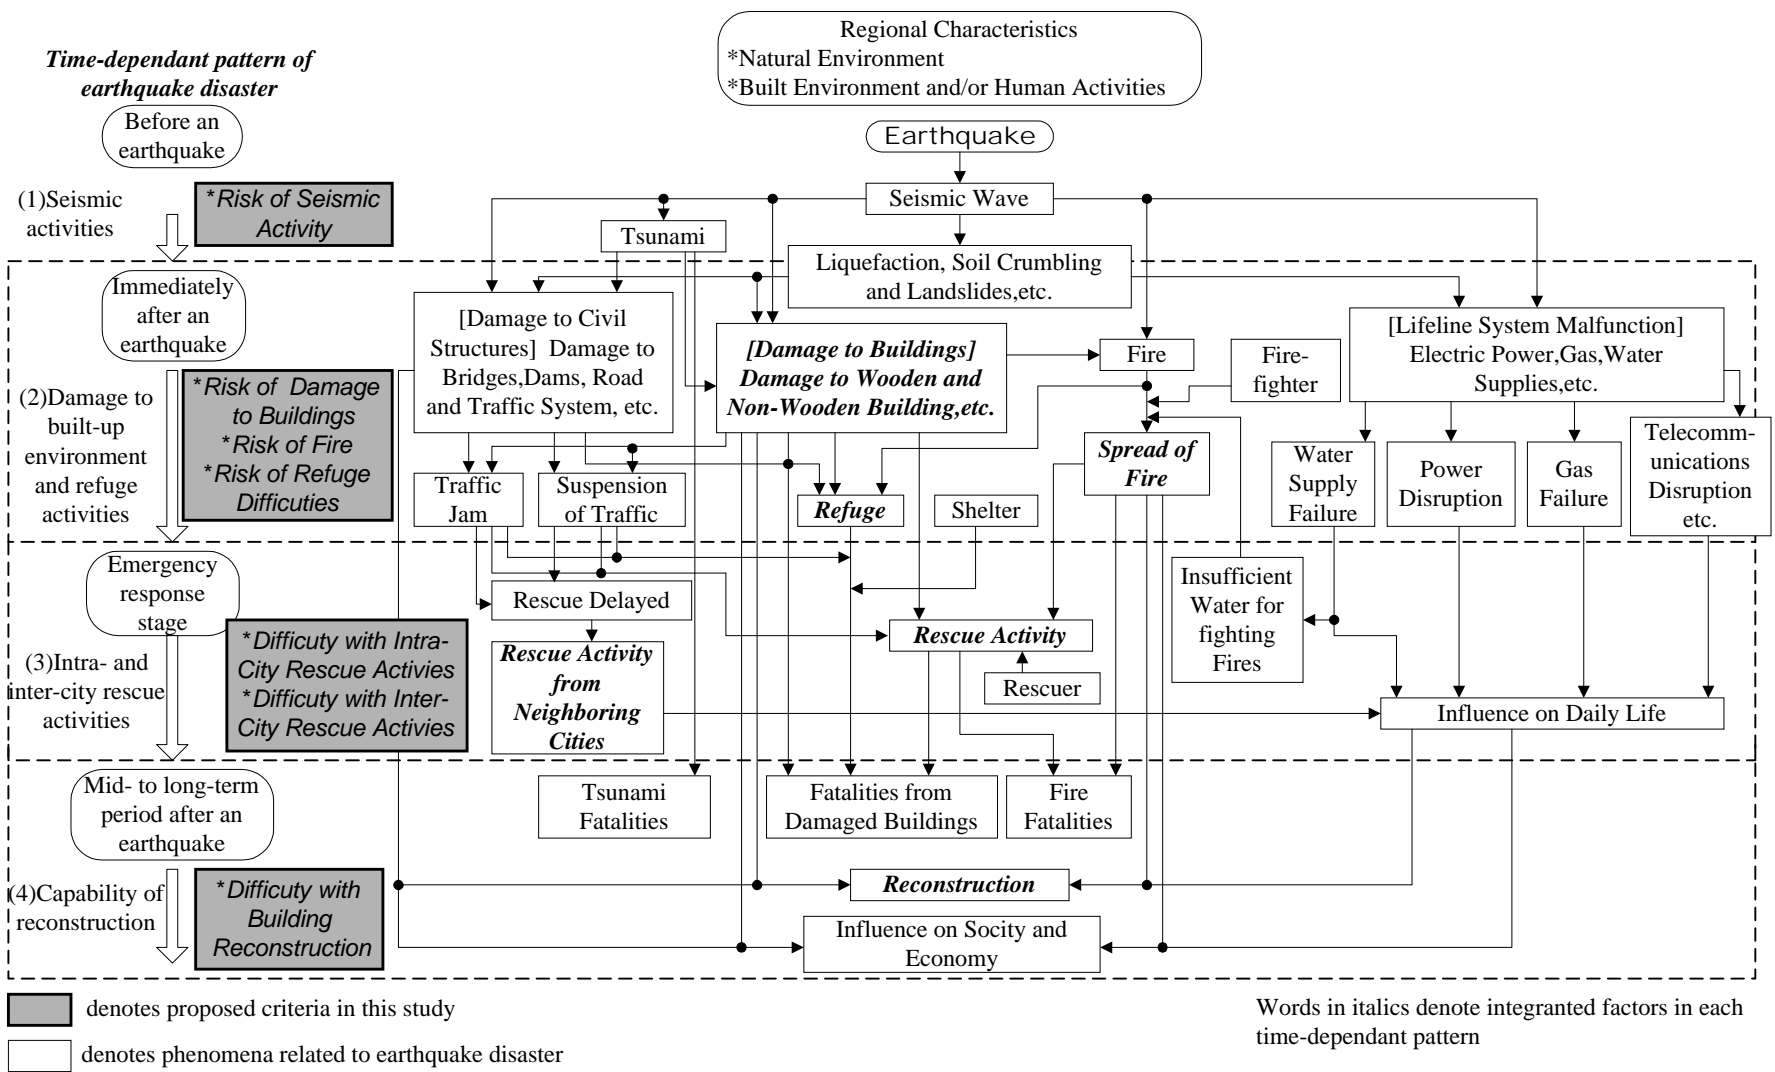 Regional Characteristics
*Natural Environment
*Built Environment and/or Human Activities
Time-dependant pattern of
earthquake disaster
Before an
earthquake
Earthquake
(1)Seismic
activities
*Risk of Seismic
Activity
Seismic Wave
Tsunami
Liquefaction, Soil Crumbling
and Landslides,etc.
Immediately
after an
earthquake
[Damage to Civil
Structures]  Damage to
Bridges,Dams, Road
and Traffic System, etc.
[Damage to Buildings]
Damage to Wooden and
Non-Wooden Building,etc.
Fire
Fire-
fighter
[Lifeline System Malfunction]
Electric Power,Gas,Water
Supplies,etc.
(2)Damage to
built-up
environment
and refuge
activities
*Risk of  Damage
to Buildings
*Risk of Fire
*Risk of Refuge
Difficuties
Traffic
Jam
Suspension
of Traffic
Refuge
Shelter
Spread of
Fire
Water
Supply
Failure
Power
Disruption
Gas
Failure
Telecomm-
unications
Disruption
etc.
Emergency
response
stage
Rescue Delayed
Insufficient
Water for
fighting
Fires
(3)Intra- and
inter-city rescue
activities
*Difficuty with Intra-
City Rescue Activies
*Difficuty with Inter-
City Rescue Activies
Rescue Activity
from
Neighboring
Cities
Rescue Activity
Rescuer
Influence on Daily Life
Mid- to long-term
period after an
earthquake
Tsunami
Fatalities
Fatalities from
Damaged Buildings
Fire
Fatalities
(4)Capability of
reconstruction
*Difficuty with
Building
Reconstruction
Reconstruction
Influence on Socity and
Economy
denotes proposed criteria in this study
denotes phenomena related to earthquake disaster
Words in italics denote integranted factors in each
time-dependant pattern